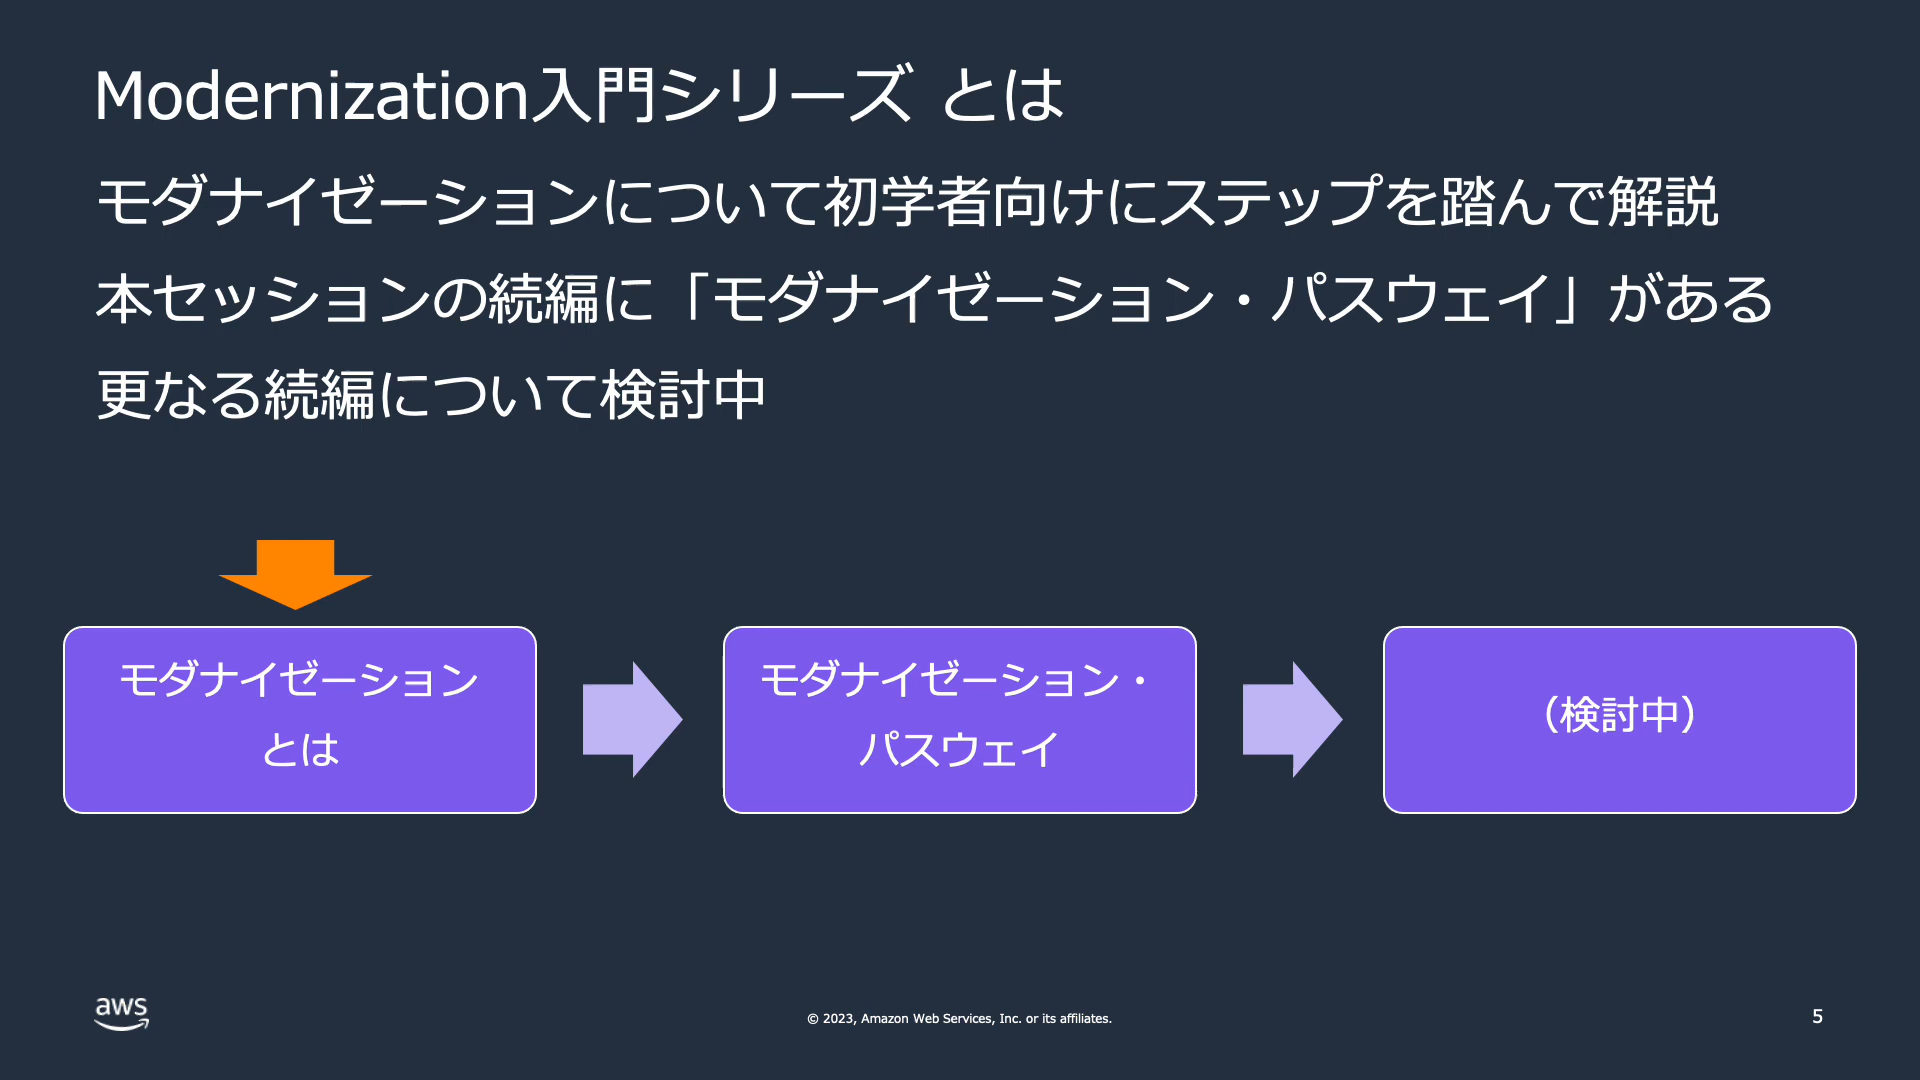 Modernization入門シリーズ とは
モダナイゼーションについて初学者向けにステップを踏んで解説
本セッションの続編に「モダナイゼーション・パスウェイ」がある
更なる続編について検討中
モダナイゼーション
とは
モダナイゼーション・
パスウェイ
（検討中）
aws
© 2023, Amazon Web Services, Inc. or its affiliates.
5